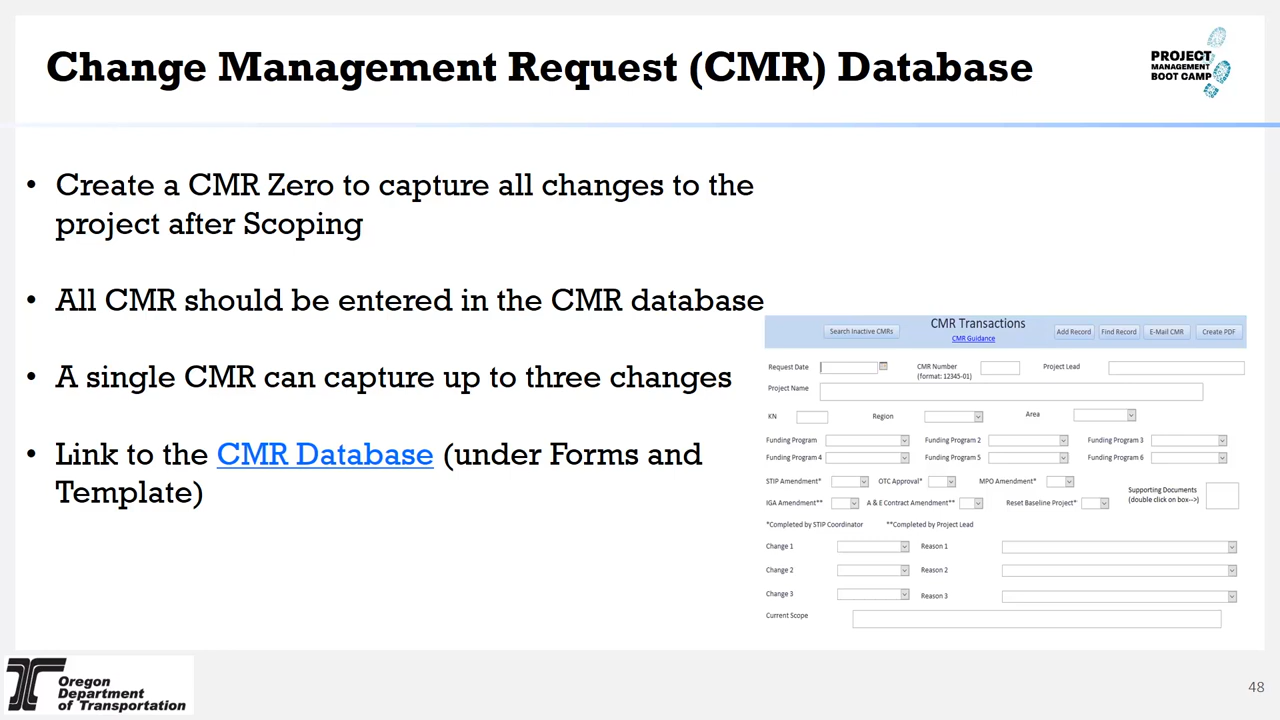 Change Management Request (CMR) Database
PROJECT
MANAGEMENT
BOOT CAMP
• Create a CMR Zero to capture all changes to the
project after Scoping
• All CMR should be entered in the CMR database
• A single CMR can capture up to three changes
• Link to the CMR Database (under Forms and
Template)
Search Inactive CMRs CMR Transactions Add Record Find Record E-Mail CMR Create PDF
CMR Guidance
Request Date CMR Number Project Lead
(format: 12345-01)
Project Name
KN Region Area
Funding Program Funding Program 2 Funding Program 3
Funding Program 4 Funding Program 5 Funding Program 6
STIP Amendment* OTC Approval* MPO Amendment*
Supporting Documents
(double click on box-->)
IGA Amendment** A & E Contract Amendment** Reset Baseline Project*
*Completed by STIP Coordinator **Completed by Project Lead
Change 1 Reason 1
Change 2 Reason 2
Change 3 Reason 3
Current Scope
Oregon
Department
of Transportation
48